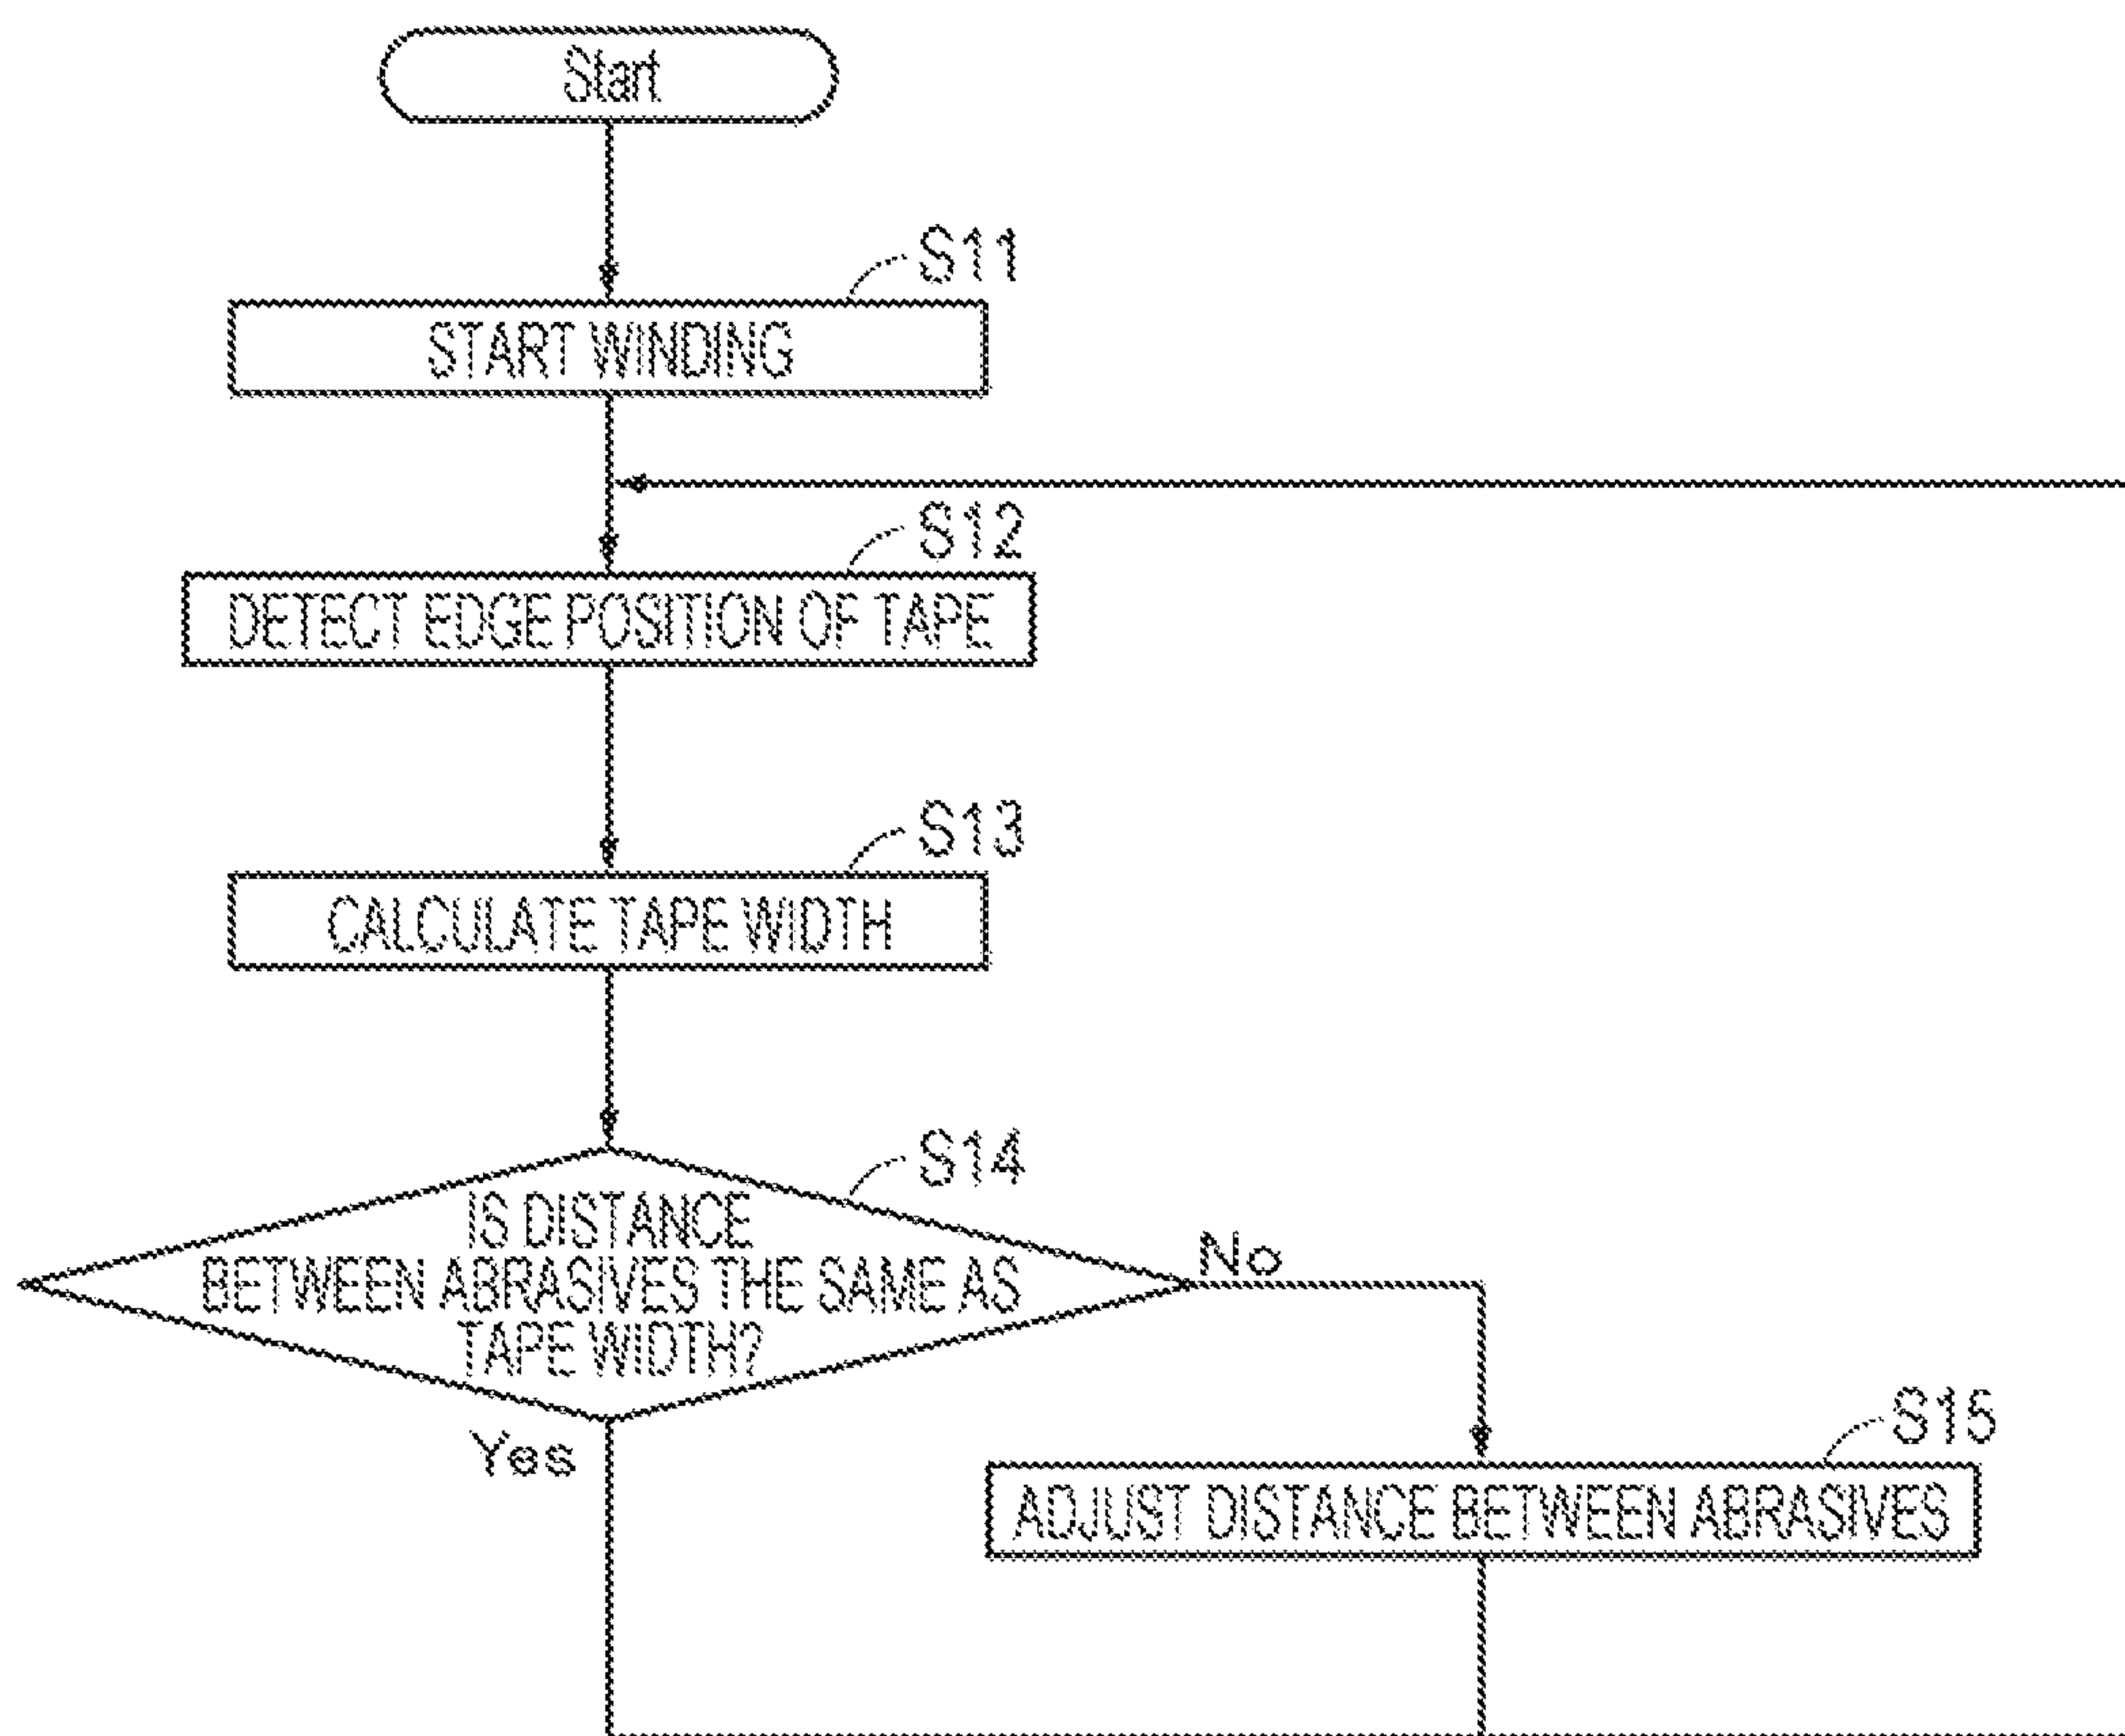 Start
S11
START WINDING
S12
DETECT EDGE POSITION OF TAPE
S13
CALCULATE TAPE WIDTH
S14
IS DISTANCE
BETWEEN ABRASIVES THE SAME AS
TAPE WIDTH?
No
Yes
S15
ADJUST DISTANCE BETWEEN ABRASIVES